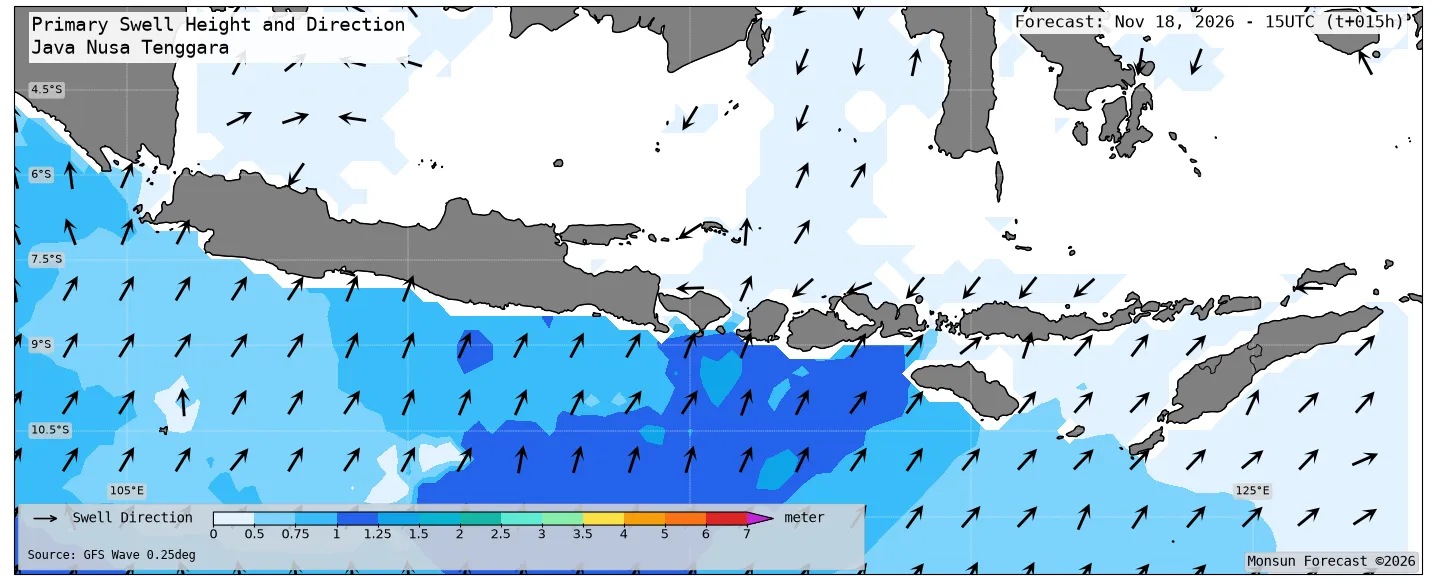 Primary Swell Height and Direction
Java Nusa Tenggara
Forecast: Nov 18, 2026 - 15UTC (t+015h)
4.5°S
6°S
7.5°S
9°S
10.5°S
105°E
125°E
Swell Direction
meter
0 0.5 0.75 1 1.25 1.5 2 2.5 3 3.5 4 5 6 7
Source: GFS Wave 0.25deg
Monsun Forecast ©2026